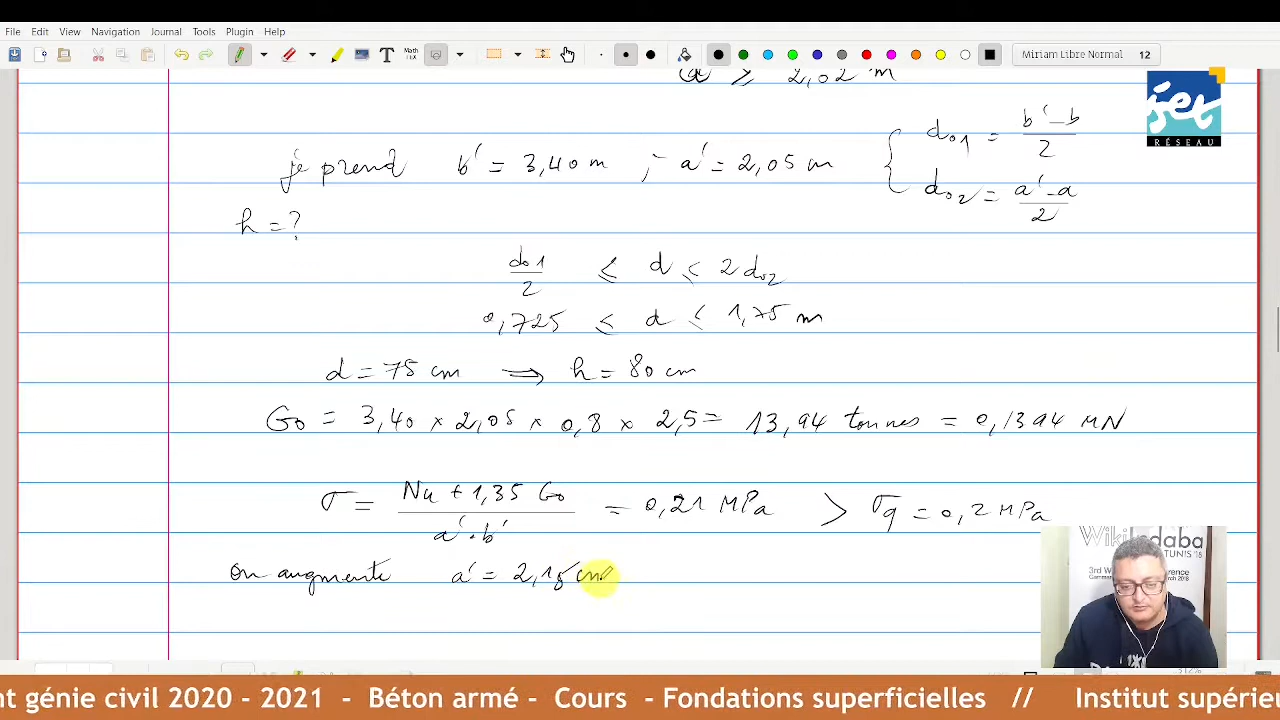 File Edit View Navigation Journal Tools Plugin Help
Miriam Libre Normal 12
a' ≥ 2,02 m
je prend b' = 3,40 m ; a' = 2,05 m
do1 = (b' - b)/2
do2 = (a' - a)/2
h = ?
do1/2 ≤ d ≤ 2 do2
0,725 ≤ d ≤ 1,75 m
d = 75 cm ⟹ h = 80 cm
G0 = 3,40 × 2,05 × 0,8 × 2,5 = 13,94 tonnes = 0,1394 MN
σ = (Nu + 1,35 G0)/(a'.b') = 0,21 MPa > σq = 0,2 MPa
on augmente a' = 2,15 cm
iset
RÉSEAU
3rd W
nt génie civil 2020 - 2021 - Béton armé - Cours - Fondations superficielles // Institut supérieu